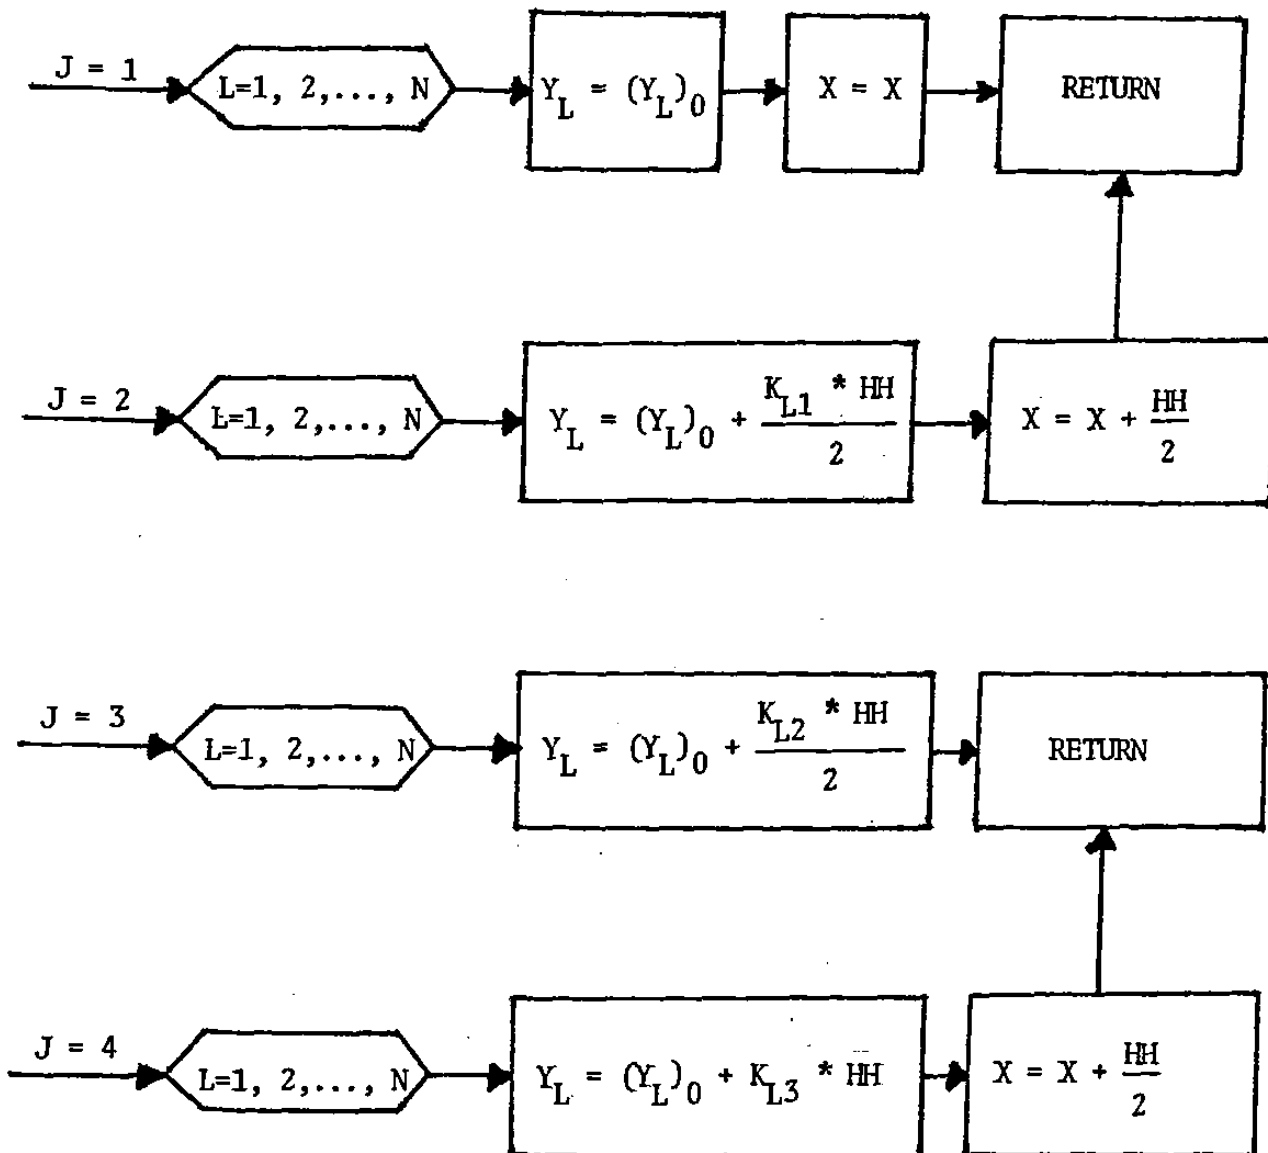 J = 1
L=1, 2,..., N
Y_L = (Y_L)_0
X = X
RETURN
J = 2
L=1, 2,..., N
Y_L = (Y_L)_0 + K_L1 * HH / 2
X = X + HH / 2
J = 3
L=1, 2,..., N
Y_L = (Y_L)_0 + K_L2 * HH / 2
RETURN
J = 4
L=1, 2,..., N
Y_L = (Y_L)_0 + K_L3 * HH
X = X + HH / 2